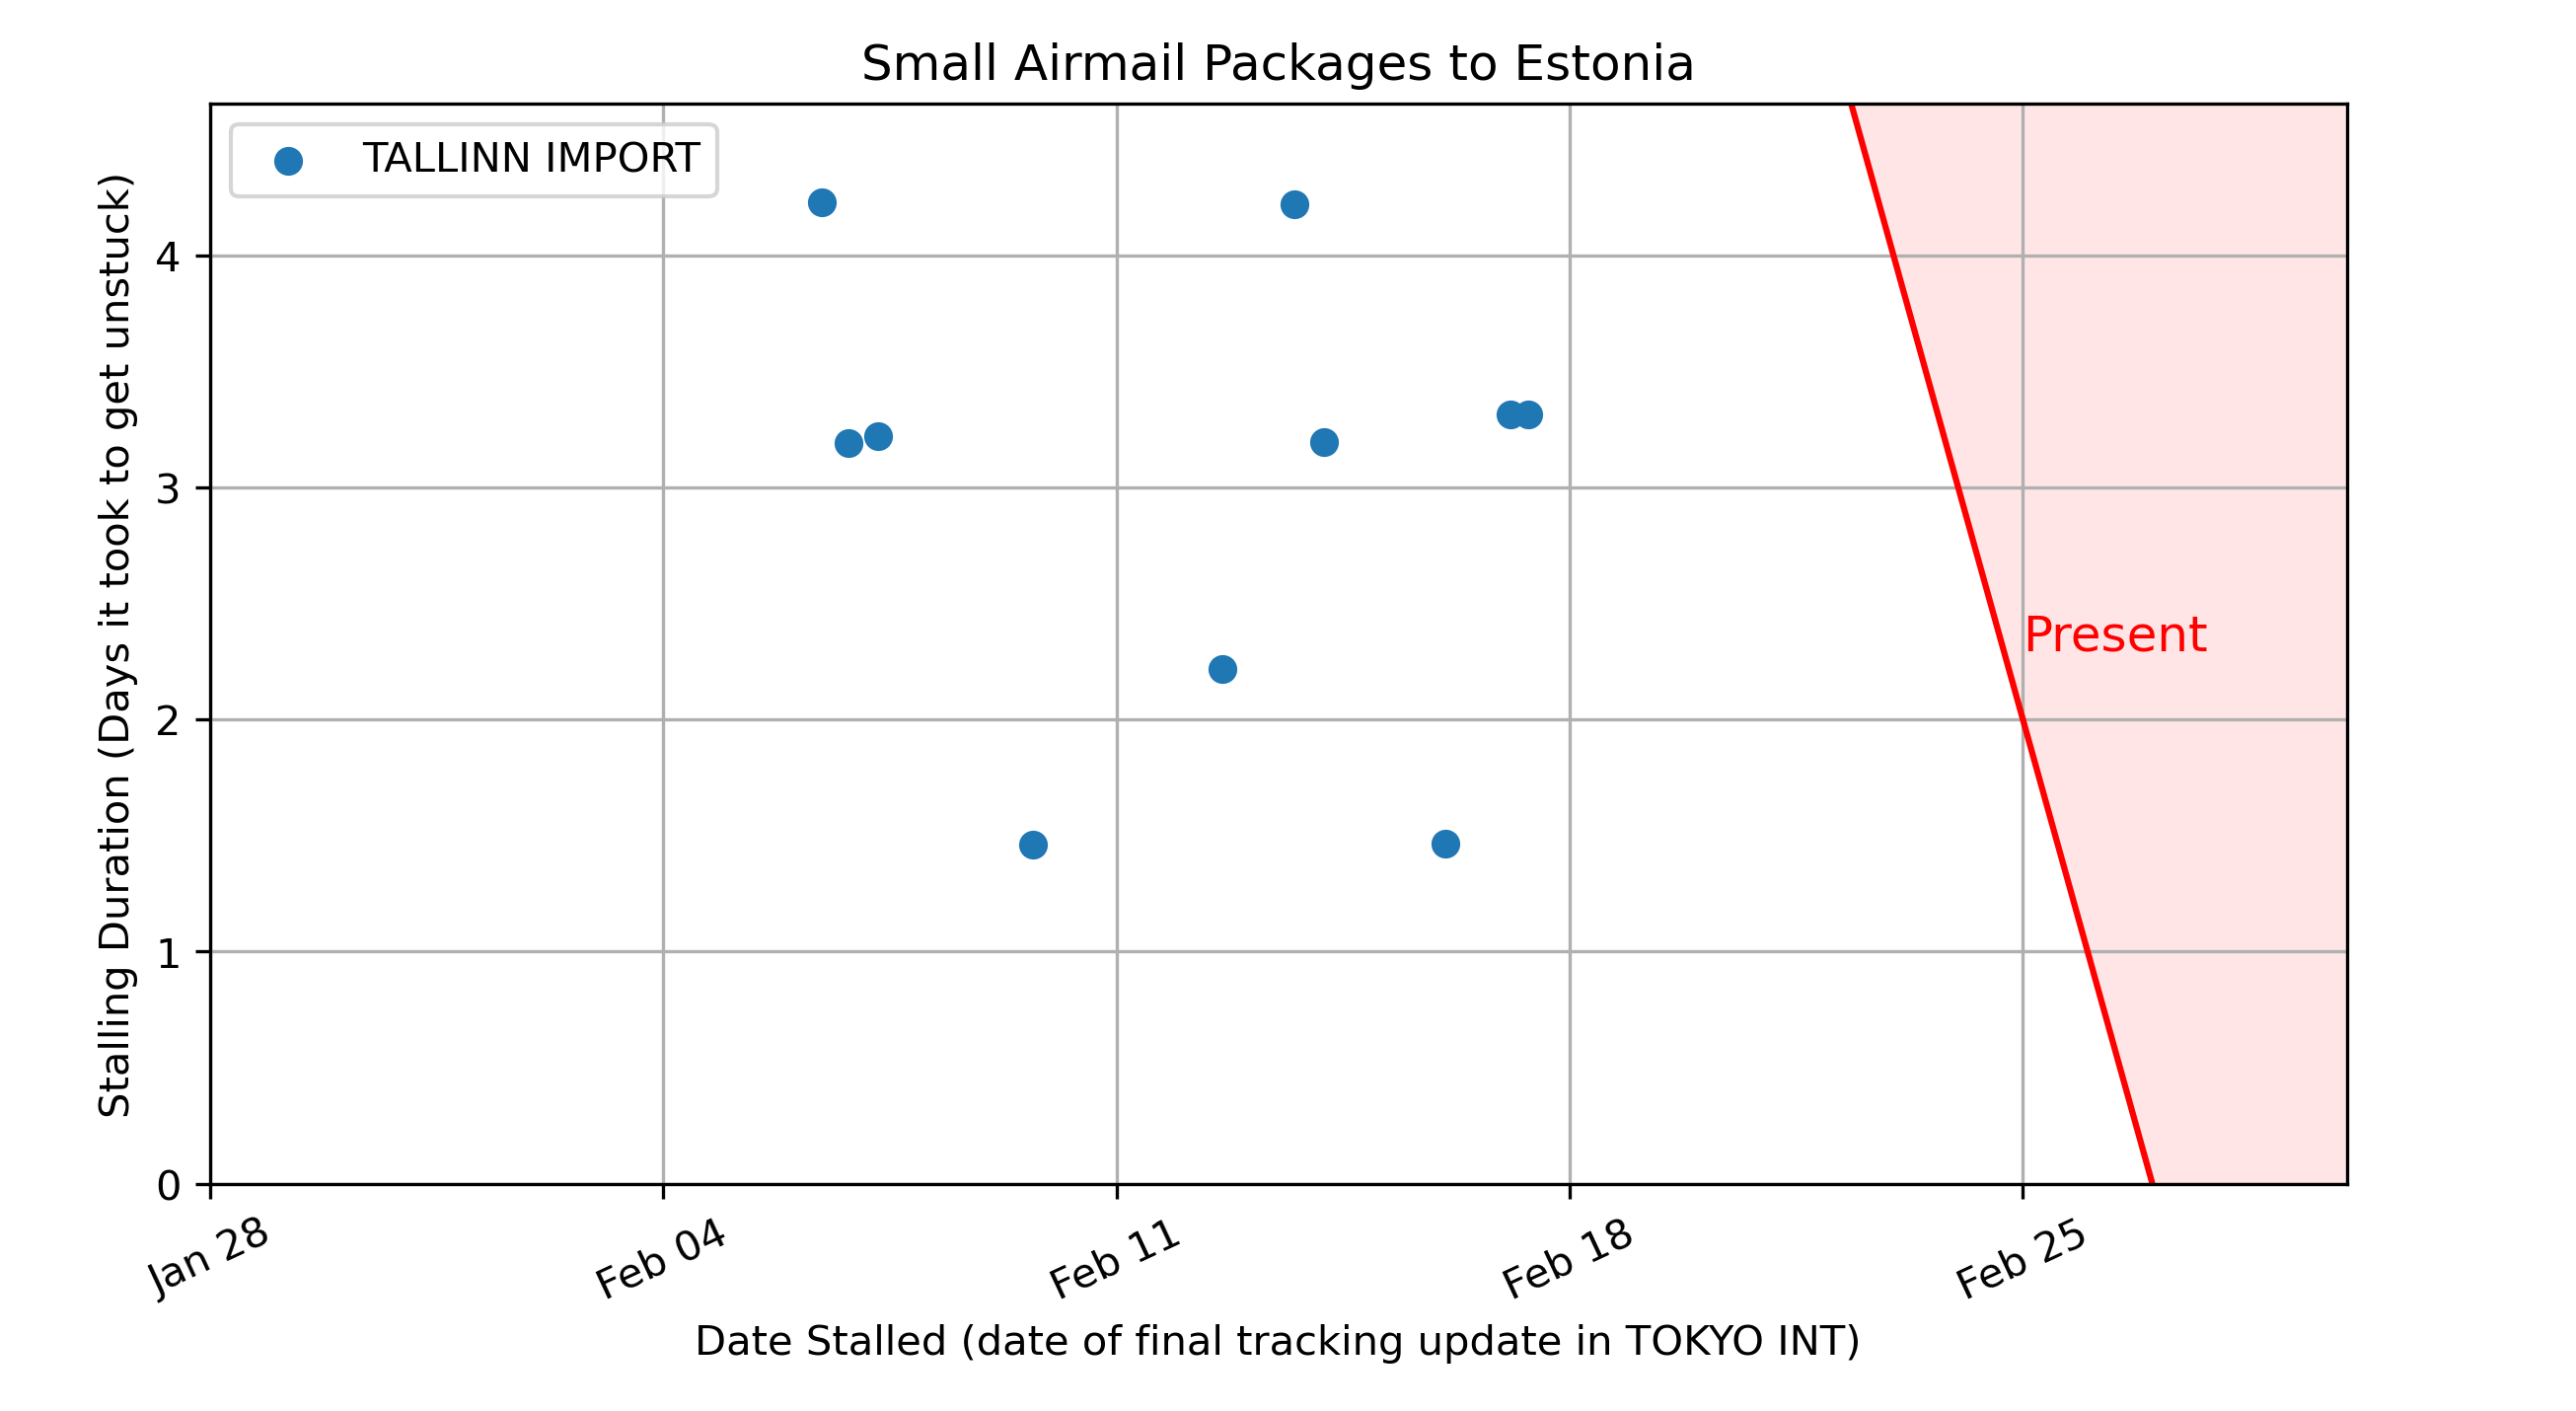 Small Airmail Packages to Estonia
TALLINN IMPORT
Stalling Duration (Days it took to get unstuck)
4
3
2
1
0
Present
Jan 28
Feb 04
Feb 11
Feb 18
Feb 25
Date Stalled (date of final tracking update in TOKYO INT)